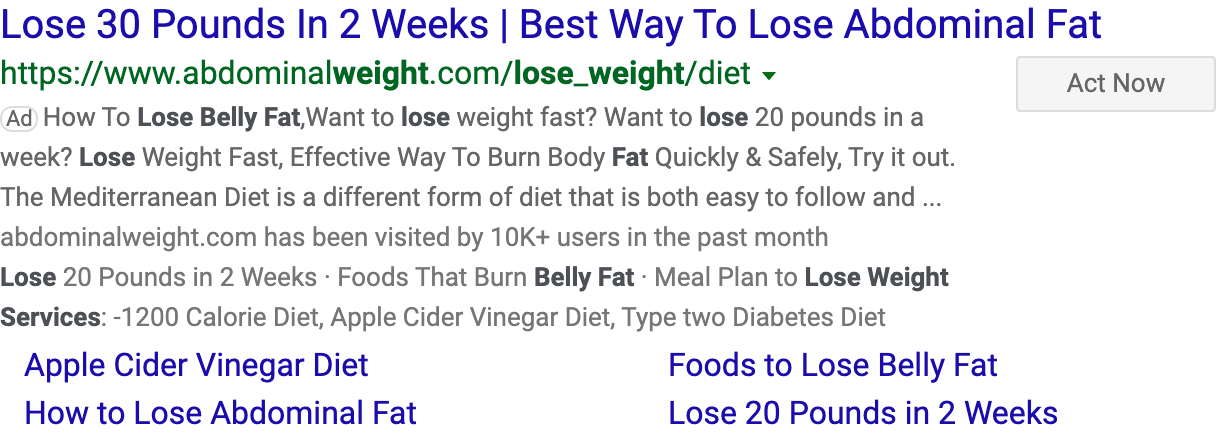 Lose 30 Pounds In 2 Weeks | Best Way To Lose Abdominal Fat
https://www.abdominalweight.com/lose_weight/diet
Act Now
Ad How To Lose Belly Fat,Want to lose weight fast? Want to lose 20 pounds in a
week? Lose Weight Fast, Effective Way To Burn Body Fat Quickly & Safely, Try it out.
The Mediterranean Diet is a different form of diet that is both easy to follow and ...
abdominalweight.com has been visited by 10K+ users in the past month
Lose 20 Pounds in 2 Weeks · Foods That Burn Belly Fat · Meal Plan to Lose Weight
Services: -1200 Calorie Diet, Apple Cider Vinegar Diet, Type two Diabetes Diet
Apple Cider Vinegar Diet
Foods to Lose Belly Fat
How to Lose Abdominal Fat
Lose 20 Pounds in 2 Weeks